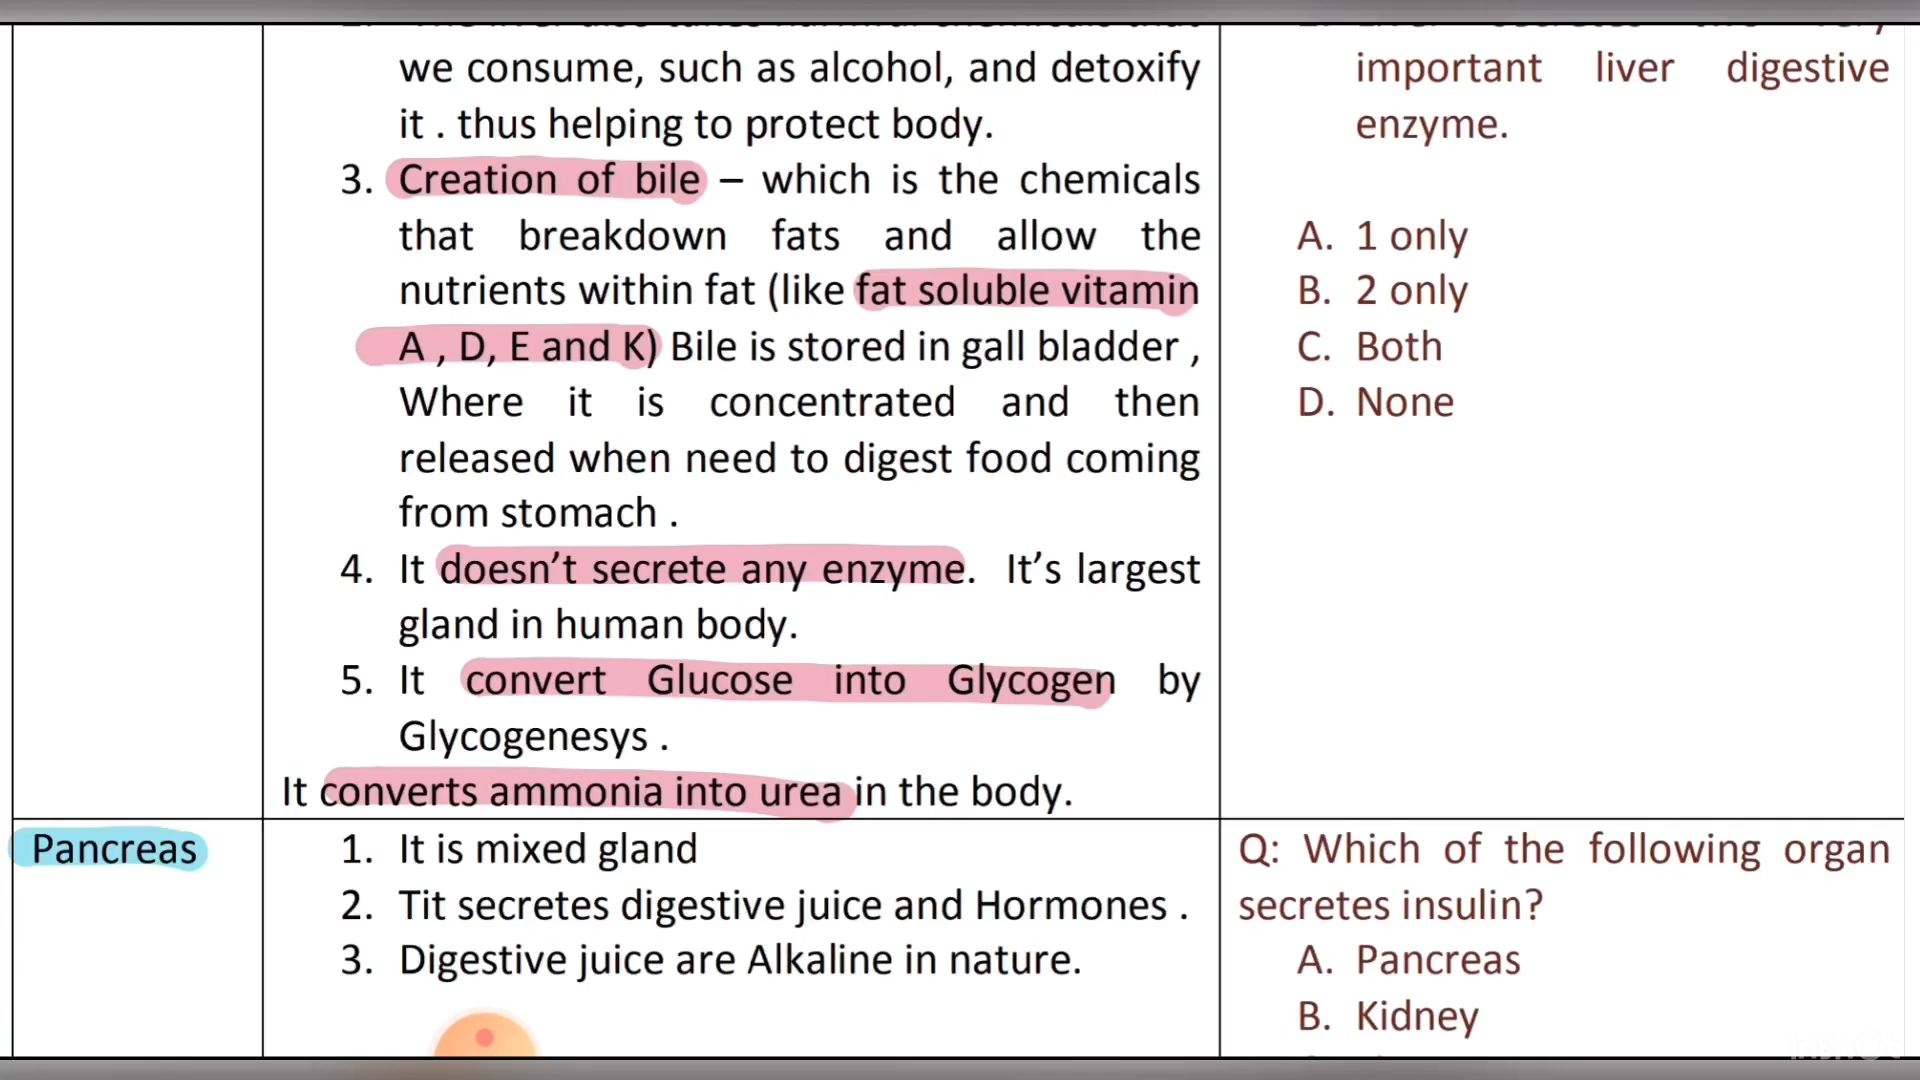 we consume, such as alcohol, and detoxify
it . thus helping to protect body.
3. Creation of bile – which is the chemicals
that breakdown fats and allow the
nutrients within fat (like fat soluble vitamin
A , D, E and K) Bile is stored in gall bladder ,
Where it is concentrated and then
released when need to digest food coming
from stomach .
4. It doesn’t secrete any enzyme. It’s largest
gland in human body.
5. It convert Glucose into Glycogen by
Glycogenesys .
It converts ammonia into urea in the body.
important liver digestive
enzyme.
A. 1 only
B. 2 only
C. Both
D. None
Pancreas
1. It is mixed gland
2. Tit secretes digestive juice and Hormones .
3. Digestive juice are Alkaline in nature.
Q: Which of the following organ
secretes insulin?
A. Pancreas
B. Kidney